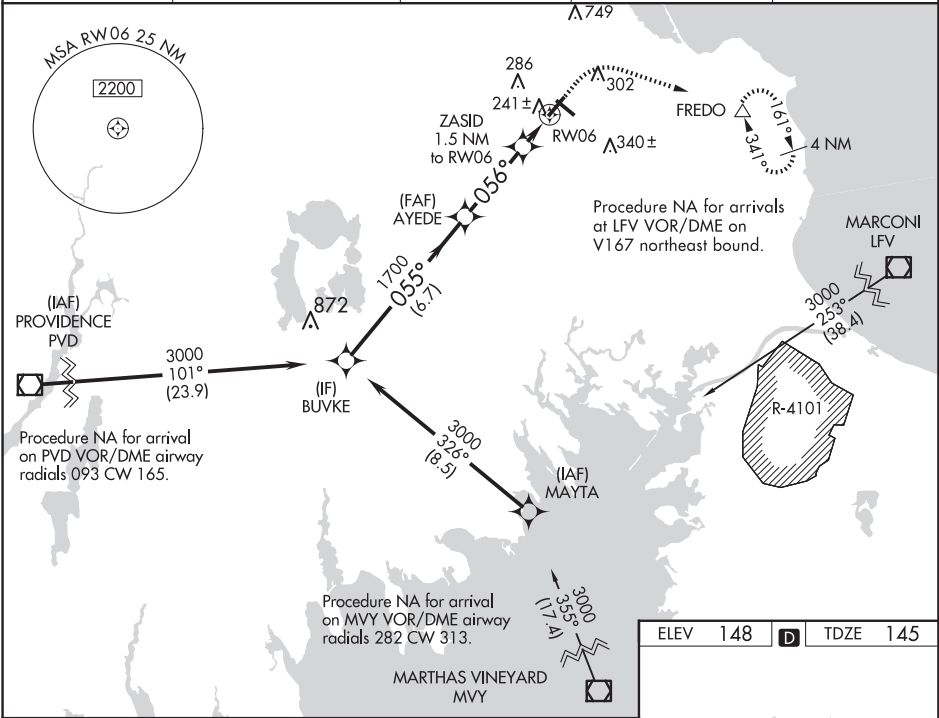 749
MSA RW06 25 NM
2200
286
302
241±
FREDO
161°
341°
4 NM
ZASID
1.5 NM
to RW06
RW06
340±
056°
(FAF)
AYEDE
Procedure NA for arrivals
at LFV VOR/DME on
V167 northeast bound.
MARCONI
LFV
1700
055°
(6.7)
3000
253°
(38.4)
872
(IAF)
PROVIDENCE
PVD
3000
101°
(23.9)
(IF)
BUVKE
R-4101
Procedure NA for arrival
on PVD VOR/DME airway
radials 093 CW 165.
3000
326°
(8.5)
(IAF)
MAYTA
Procedure NA for arrival
on MVY VOR/DME airway
radials 282 CW 313.
3000
355°
(17.4)
MARTHAS VINEYARD
MVY
ELEV 148 D TDZE 145